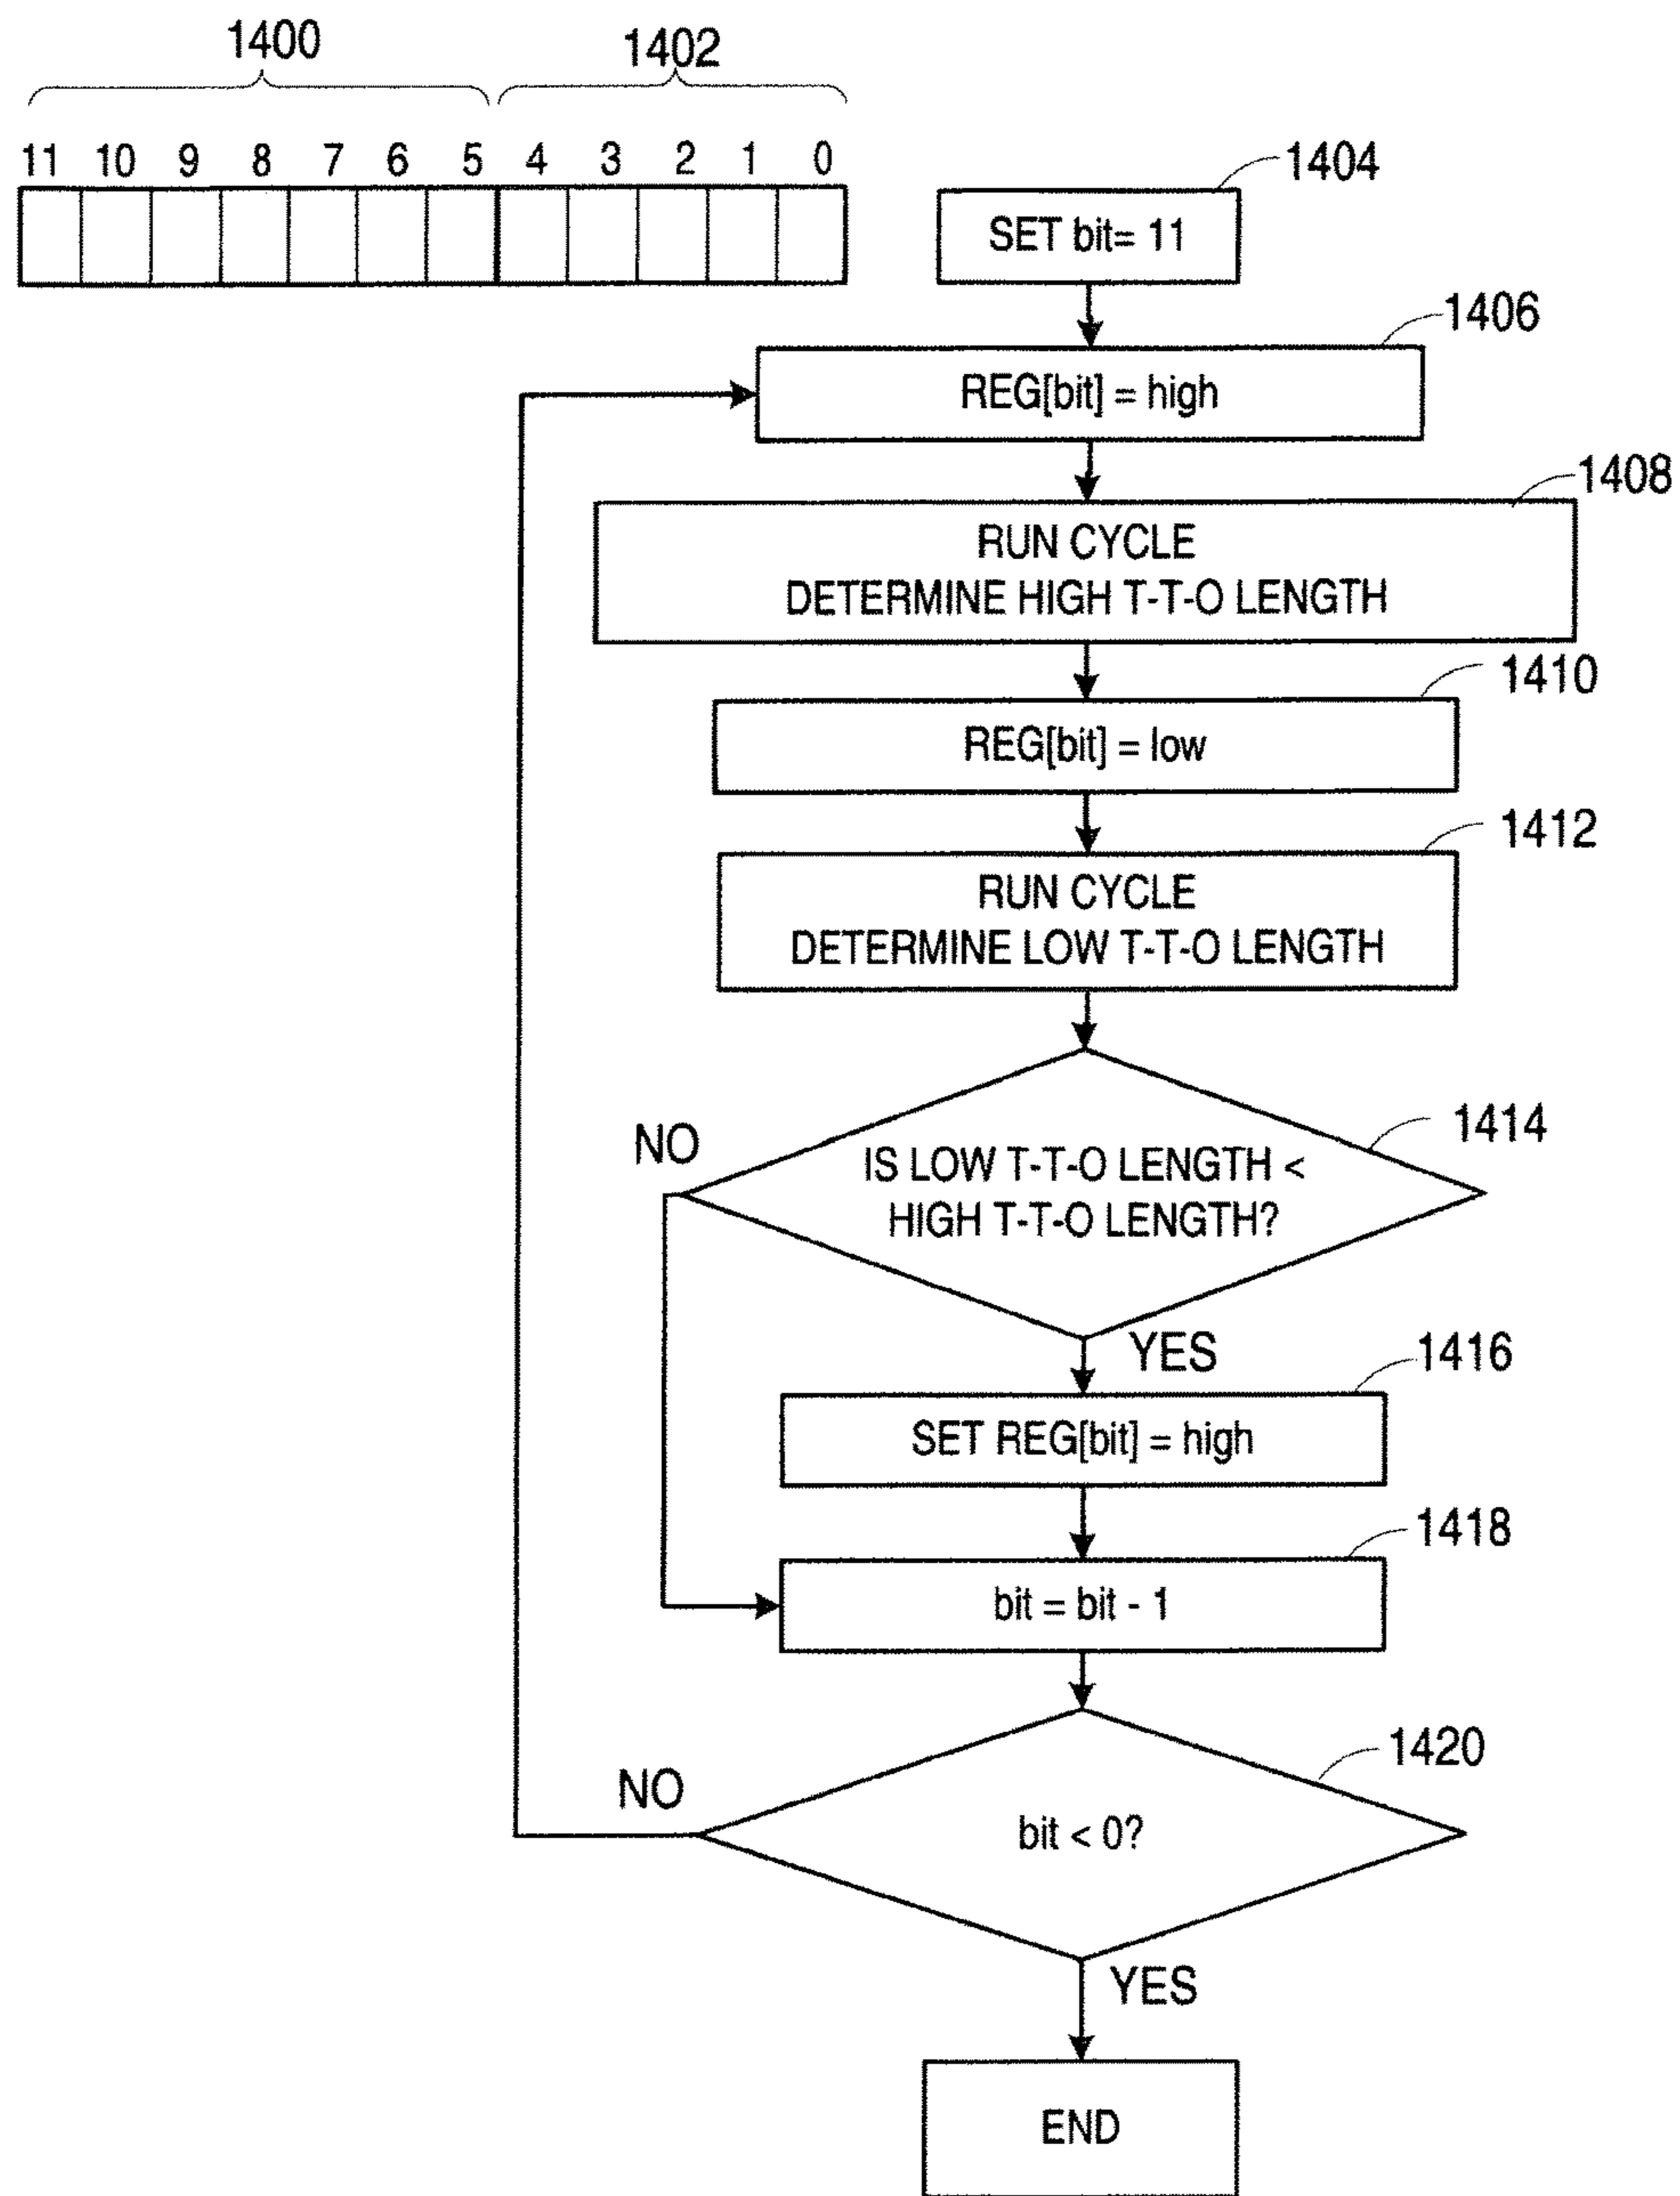 1400 1402
11 10 9 8 7 6 5 4 3 2 1 0
1404
SET bit= 11
1406
REG[bit] = high
1408
RUN CYCLE
DETERMINE HIGH T-T-O LENGTH
1410
REG[bit] = low
1412
RUN CYCLE
DETERMINE LOW T-T-O LENGTH
1414
NO
IS LOW T-T-O LENGTH <
HIGH T-T-O LENGTH?
YES
1416
SET REG[bit] = high
1418
bit = bit - 1
1420
NO
bit < 0?
YES
END